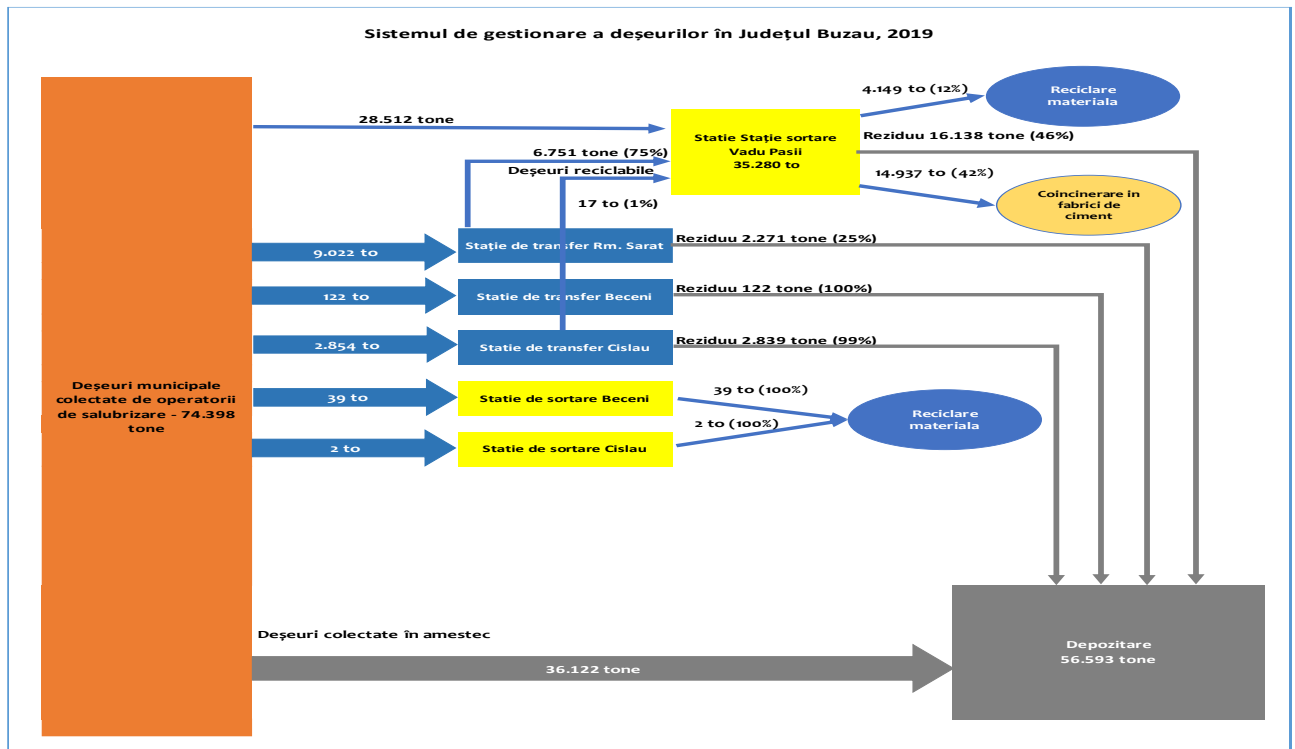 Sistemul de gestionare a deșeurilor în Județul Buzau, 2019
Deșeuri municipale
colectate de operatorii
de salubrizare - 74.398
tone
28.512 tone
6.751 tone (75%)
Deșeuri reciclabile
17 to (1%)
Statie Stație sortare
Vadu Pasii
35.280 to
4.149 to (12%)
Reciclare
materiala
Reziduu 16.138 tone (46%)
14.937 to (42%)
Coincinerare in
fabrici de
ciment
9.022 to
Stație de transfer Rm. Sarat
Reziduu 2.271 tone (25%)
122 to
Statie de transfer Beceni
Reziduu 122 tone (100%)
2.854 to
Statie de transfer Cislau
Reziduu 2.839 tone (99%)
39 to
Statie de sortare Beceni
39 to (100%)
2 to
Statie de sortare Cislau
2 to (100%)
Reciclare
materiala
Deșeuri colectate în amestec
36.122 tone
Depozitare
56.593 tone